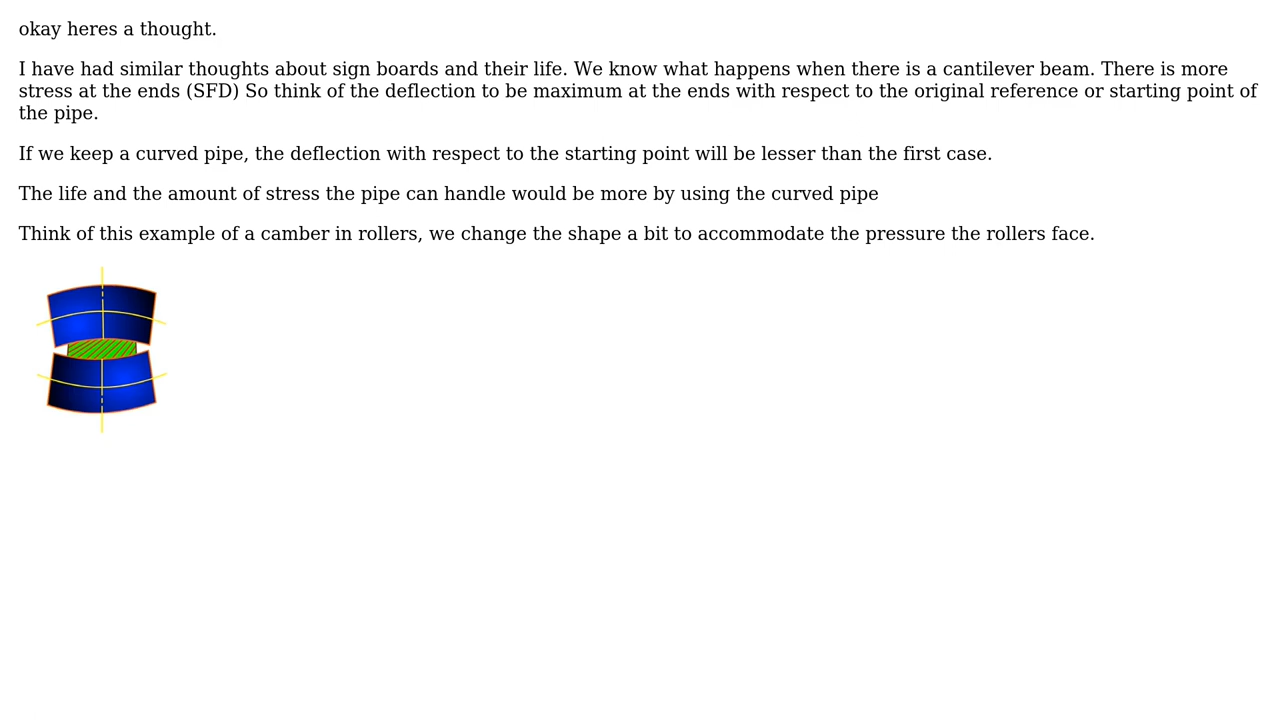 okay heres a thought.
I have had similar thoughts about sign boards and their life. We know what happens when there is a cantilever beam. There is more
stress at the ends (SFD) So think of the deflection to be maximum at the ends with respect to the original reference or starting point of
the pipe.
If we keep a curved pipe, the deflection with respect to the starting point will be lesser than the first case.
The life and the amount of stress the pipe can handle would be more by using the curved pipe
Think of this example of a camber in rollers, we change the shape a bit to accommodate the pressure the rollers face.